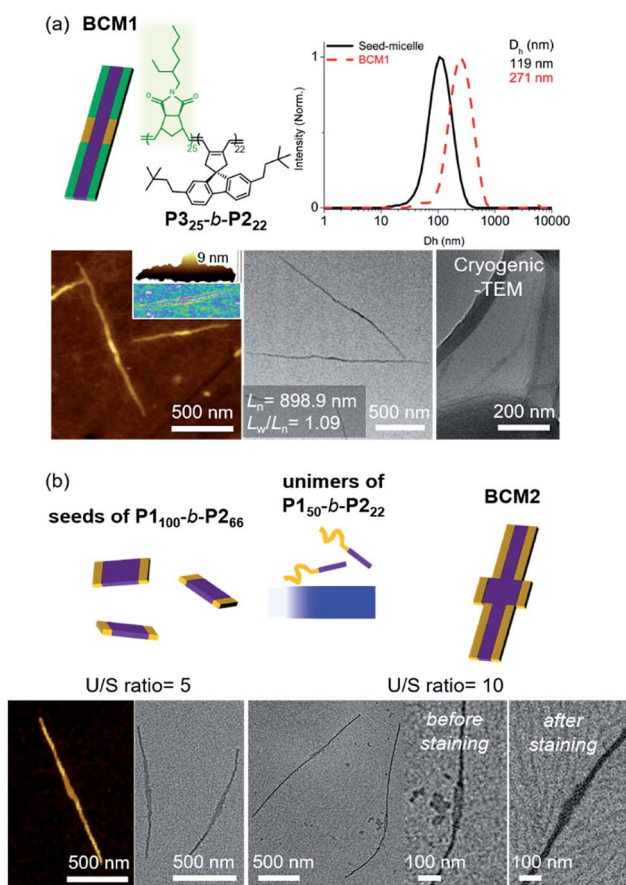 (a)
BCM1
25
22
P3₂₅-b-P2₂₂
N
O
O
Seed-micelle
BCM1
Dₕ (nm)
119 nm
271 nm
Intensity (Norm.)
1
0
1
10
100
1000
10000
Dh (nm)
9 nm
500 nm
Lₙ= 898.9 nm
L_w/Lₙ= 1.09
500 nm
Cryogenic
-TEM
200 nm
(b)
seeds of P1₁₀₀-b-P2₆₆
unimers of
P1₅₀-b-P2₂₂
BCM2
U/S ratio= 5
U/S ratio= 10
500 nm
500 nm
500 nm
before
staining
100 nm
after
staining
100 nm